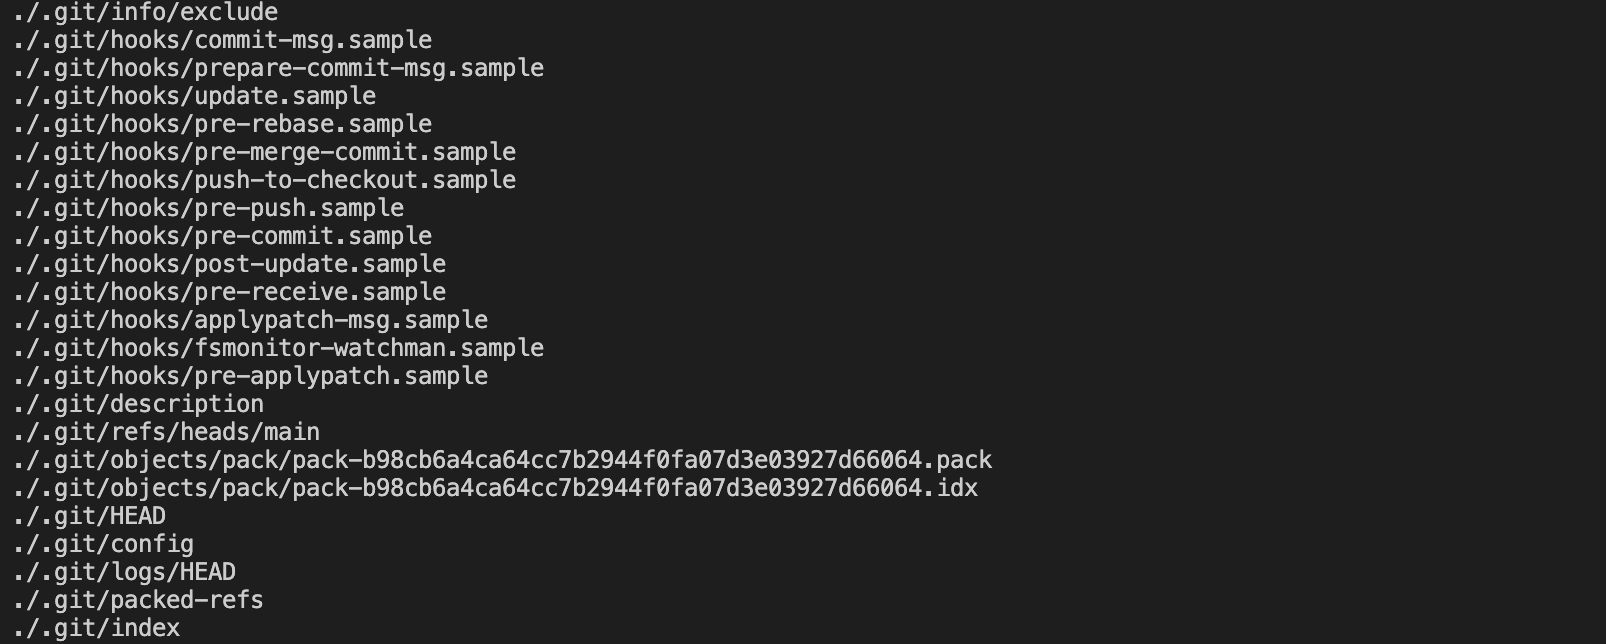 ./.git/info/exclude
./.git/hooks/commit-msg.sample
./.git/hooks/prepare-commit-msg.sample
./.git/hooks/update.sample
./.git/hooks/pre-rebase.sample
./.git/hooks/pre-merge-commit.sample
./.git/hooks/push-to-checkout.sample
./.git/hooks/pre-push.sample
./.git/hooks/pre-commit.sample
./.git/hooks/post-update.sample
./.git/hooks/pre-receive.sample
./.git/hooks/applypatch-msg.sample
./.git/hooks/fsmonitor-watchman.sample
./.git/hooks/pre-applypatch.sample
./.git/description
./.git/refs/heads/main
./.git/objects/pack/pack-b98cb6a4ca64cc7b2944f0fa07d3e03927d66064.pack
./.git/objects/pack/pack-b98cb6a4ca64cc7b2944f0fa07d3e03927d66064.idx
./.git/HEAD
./.git/config
./.git/logs/HEAD
./.git/packed-refs
./.git/index